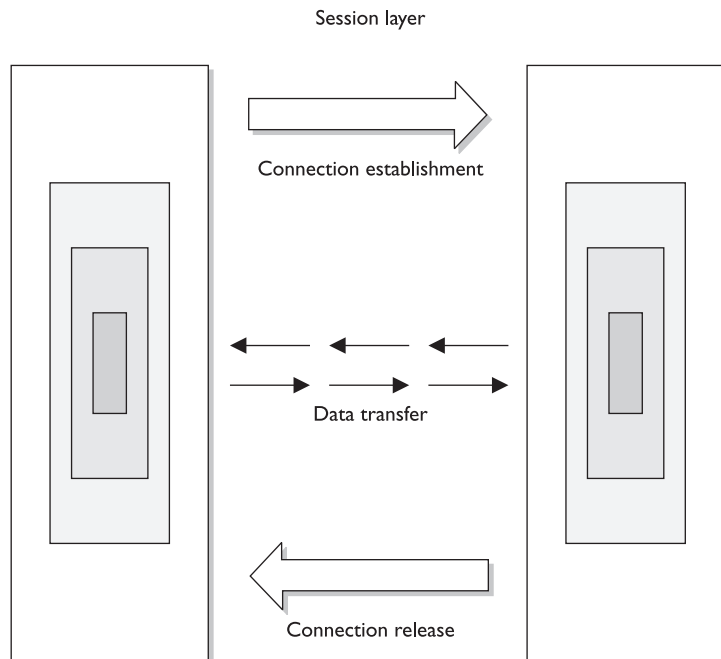 Session layer
Connection establishment
Data transfer
Connection release